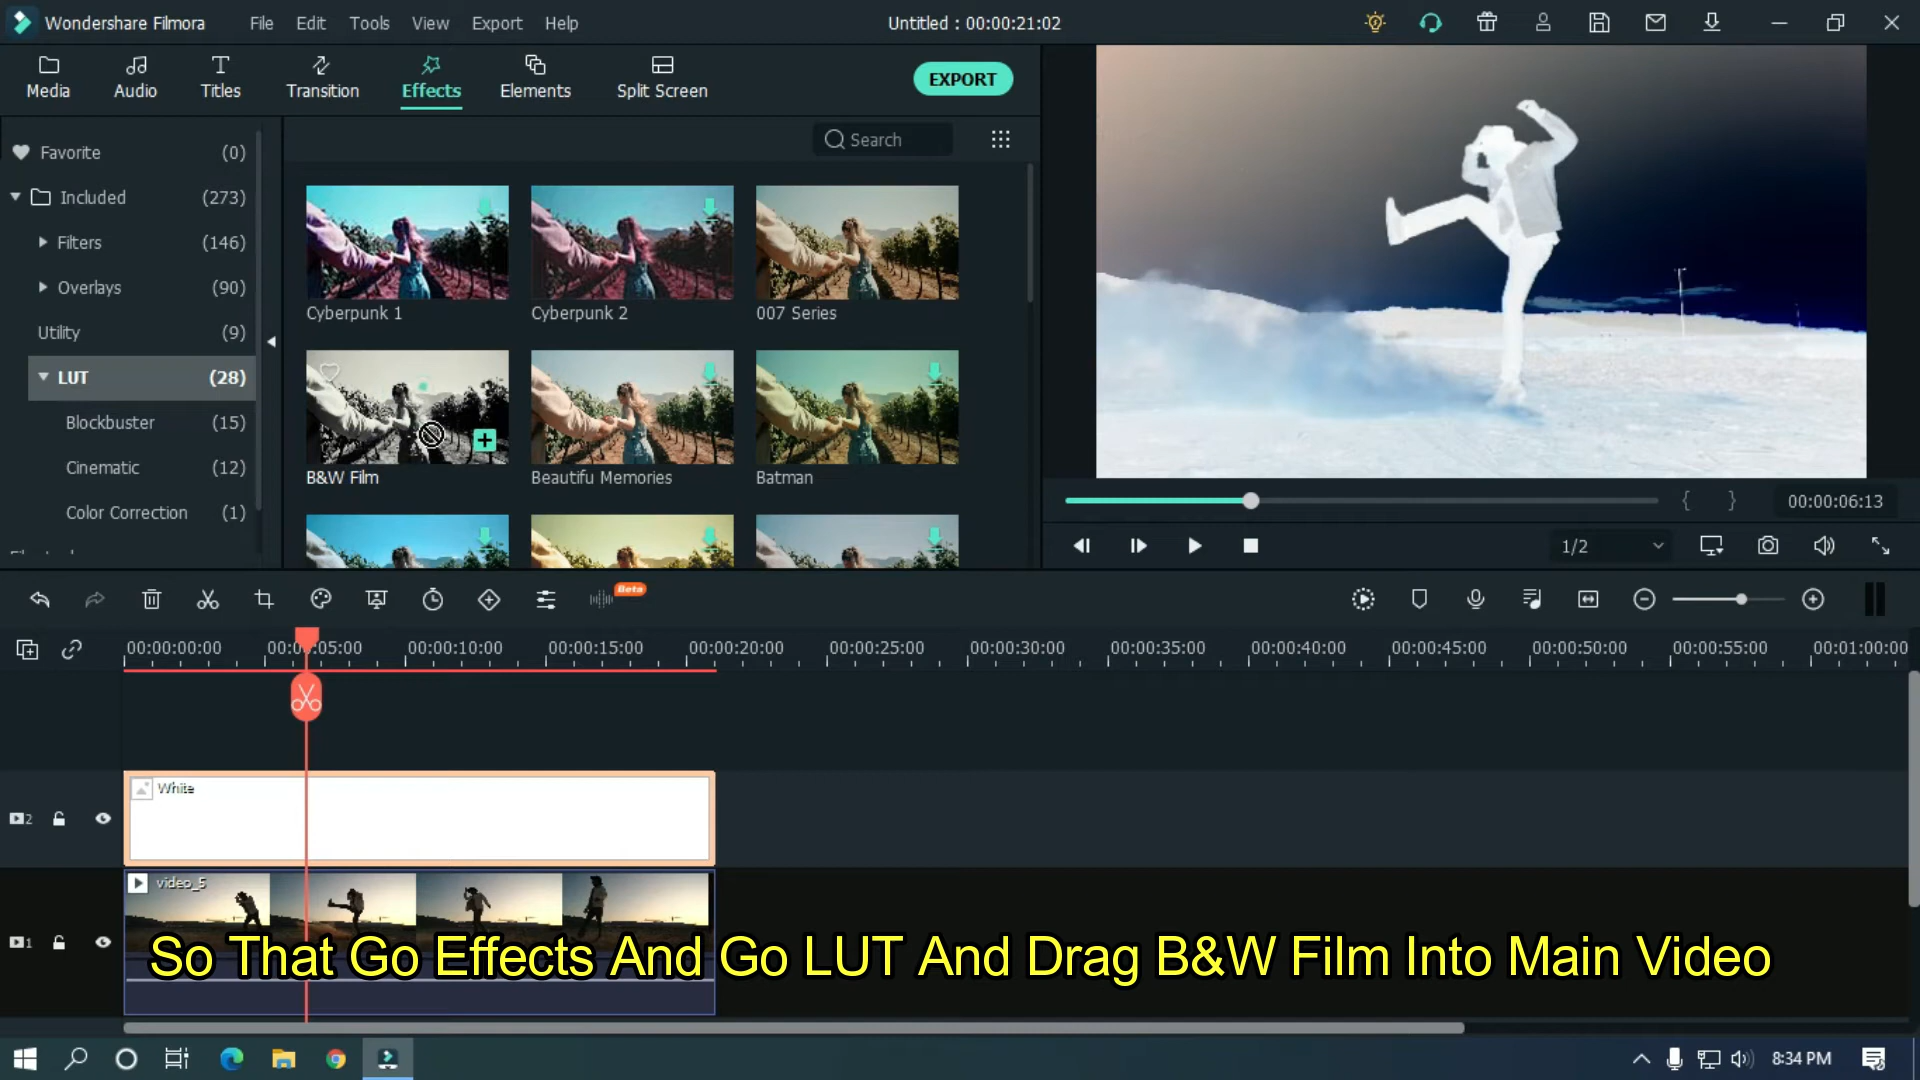 Wondershare Filmora File Edit Tools View Export Help Untitled : 00:00:21:02
Media Audio Titles Transition Effects Elements Split Screen EXPORT
Search
Favorite (0)
Included (273)
Filters (146)
Overlays (90)
Utility (9)
LUT (28)
Blockbuster (15)
Cinematic (12)
Color Correction (1)
Cyberpunk 1 Cyberpunk 2 007 Series
B&W Film Beautifu Memories Batman
{ } 00:00:06:13
1/2
Beta
00:00:00:00 00:00:05:00 00:00:10:00 00:00:15:00 00:00:20:00 00:00:25:00 00:00:30:00 00:00:35:00 00:00:40:00 00:00:45:00 00:00:50:00 00:00:55:00 00:01:00:00
White
2
video_5
1
So That Go Effects And Go LUT And Drag B&W Film Into Main Video
8:34 PM